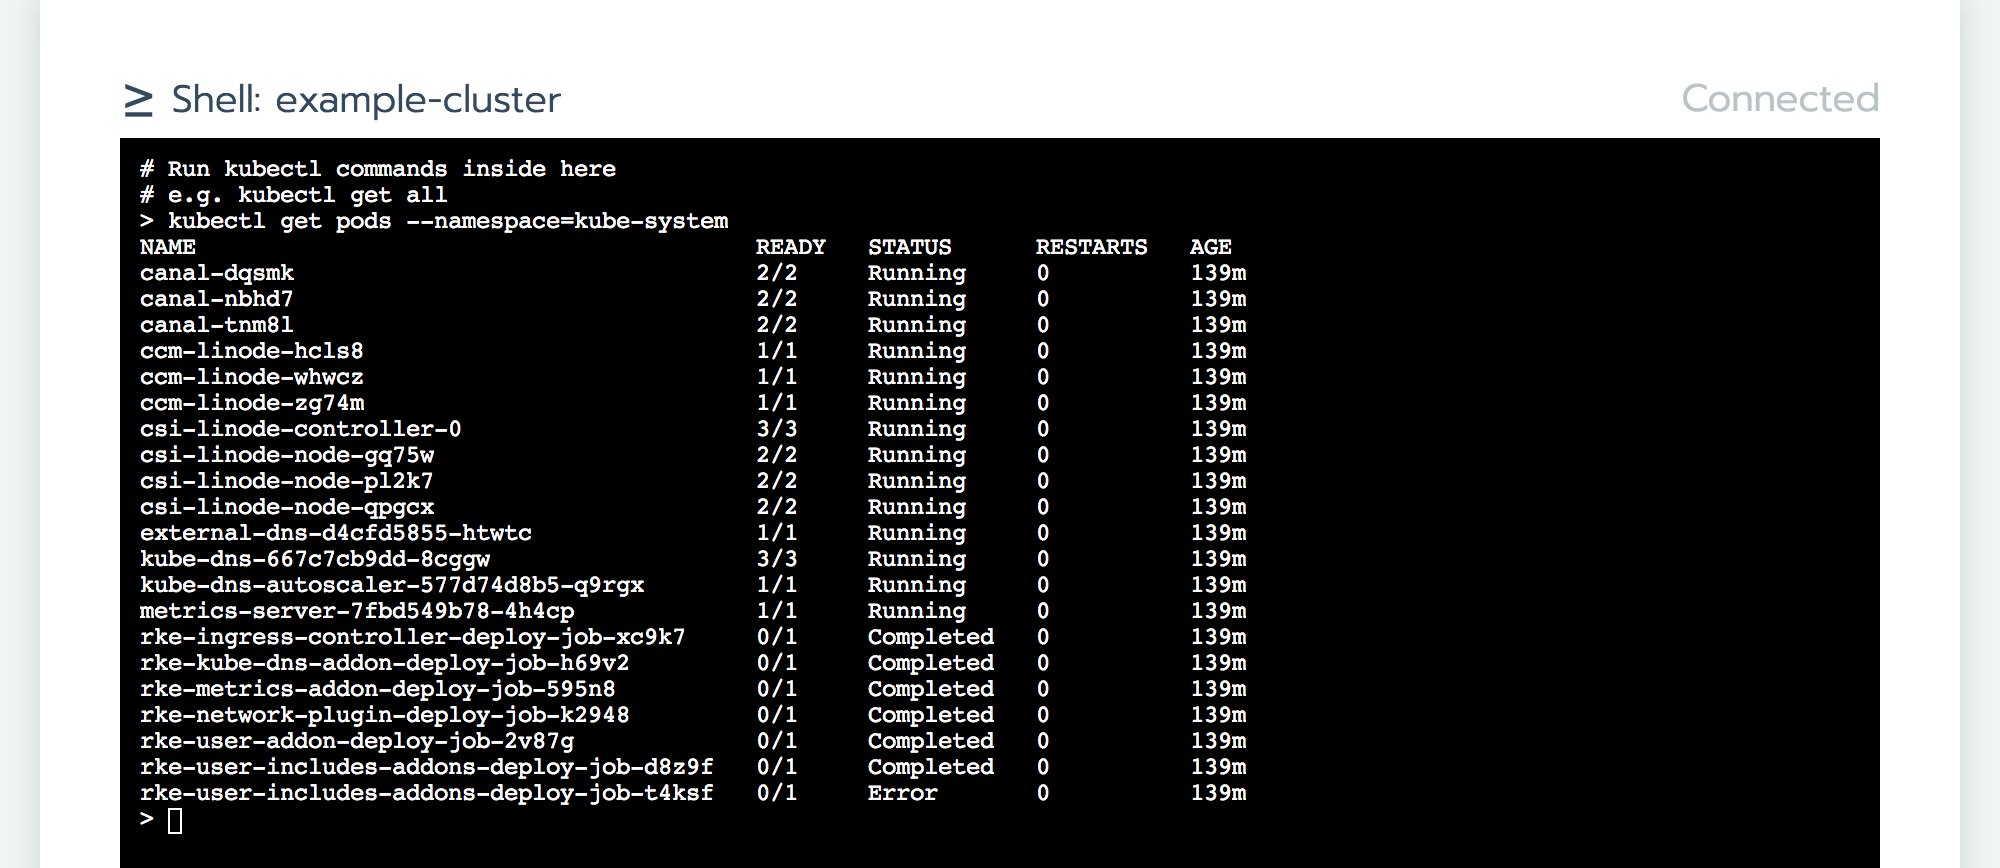 ≥ Shell: example-cluster
Connected
# Run kubectl commands inside here
# e.g. kubectl get all
> kubectl get pods --namespace=kube-system
NAME READY STATUS RESTARTS AGE
canal-dqsmk 2/2 Running 0 139m
canal-nbhd7 2/2 Running 0 139m
canal-tnm8l 2/2 Running 0 139m
ccm-linode-hcls8 1/1 Running 0 139m
ccm-linode-whwcz 1/1 Running 0 139m
ccm-linode-zg74m 1/1 Running 0 139m
csi-linode-controller-0 3/3 Running 0 139m
csi-linode-node-gq75w 2/2 Running 0 139m
csi-linode-node-pl2k7 2/2 Running 0 139m
csi-linode-node-qpgcx 2/2 Running 0 139m
external-dns-d4cfd5855-htwtc 1/1 Running 0 139m
kube-dns-667c7cb9dd-8cggw 3/3 Running 0 139m
kube-dns-autoscaler-577d74d8b5-q9rgx 1/1 Running 0 139m
metrics-server-7fbd549b78-4h4cp 1/1 Running 0 139m
rke-ingress-controller-deploy-job-xc9k7 0/1 Completed 0 139m
rke-kube-dns-addon-deploy-job-h69v2 0/1 Completed 0 139m
rke-metrics-addon-deploy-job-595n8 0/1 Completed 0 139m
rke-network-plugin-deploy-job-k2948 0/1 Completed 0 139m
rke-user-addon-deploy-job-2v87g 0/1 Completed 0 139m
rke-user-includes-addons-deploy-job-d8z9f 0/1 Completed 0 139m
rke-user-includes-addons-deploy-job-t4ksf 0/1 Error 0 139m
>